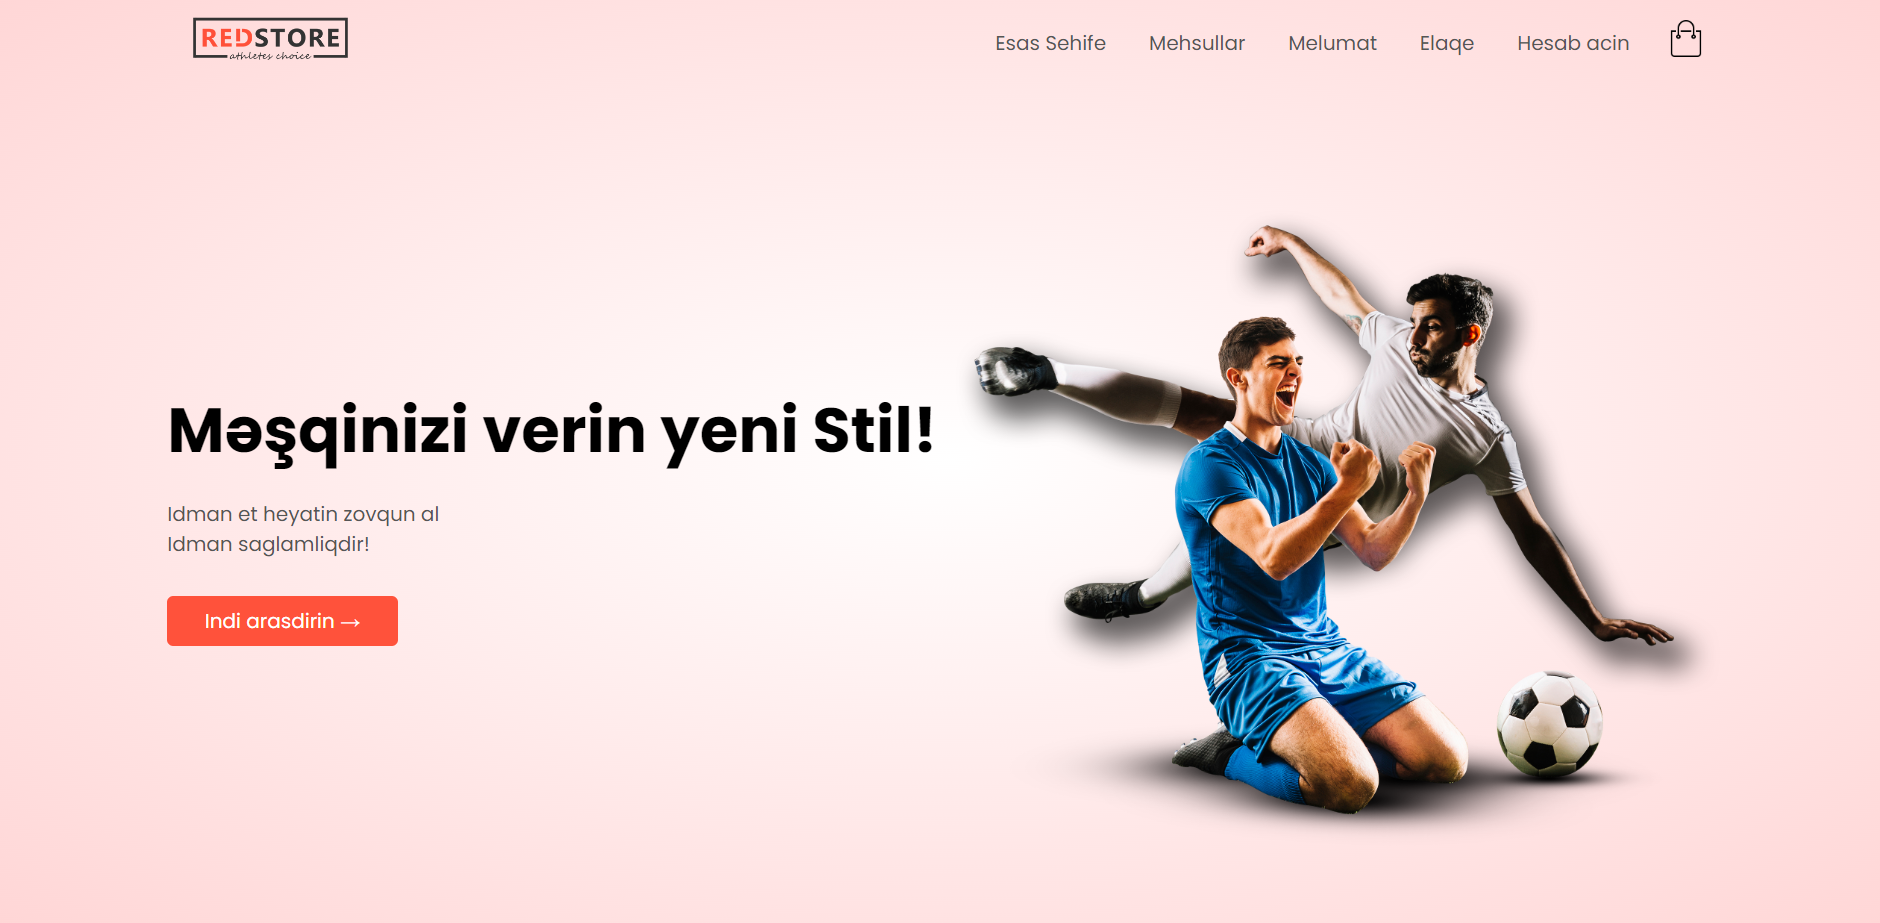 REDSTORE
athletes choice
Esas Sehife
Mehsullar
Melumat
Elaqe
Hesab acin
Məşqinizi verin yeni Stil!
Idman et heyatin zovqun al
Idman saglamliqdir!
Indi arasdirin →